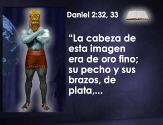 Daniel 2:32, 33
“La cabeza de
esta imagen
era de oro fino;
su pecho y sus
brazos, de
plata,...